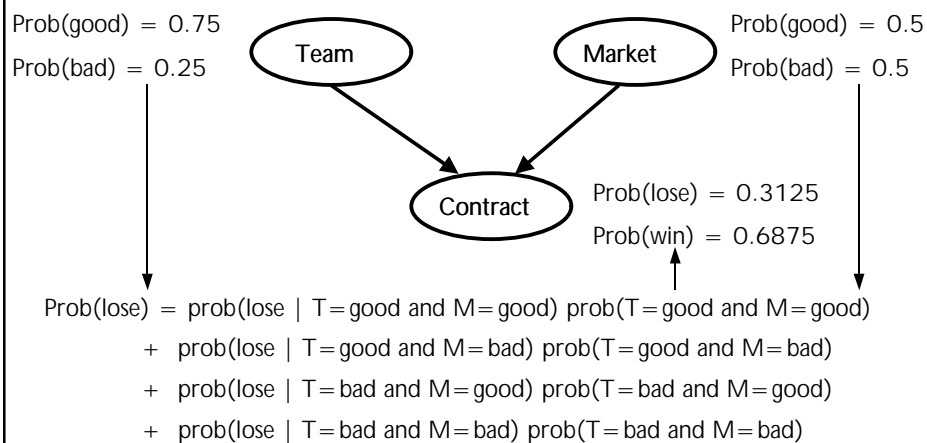 Prob(good) = 0.75
Prob(bad) = 0.25
Team
Market
Prob(good) = 0.5
Prob(bad) = 0.5
Contract
Prob(lose) = 0.3125
Prob(win) = 0.6875
Prob(lose) = prob(lose | T=good and M=good) prob(T=good and M=good)
+ prob(lose | T=good and M=bad) prob(T=good and M=bad)
+ prob(lose | T=bad and M=good) prob(T=bad and M=good)
+ prob(lose | T=bad and M=bad) prob(T=bad and M=bad)